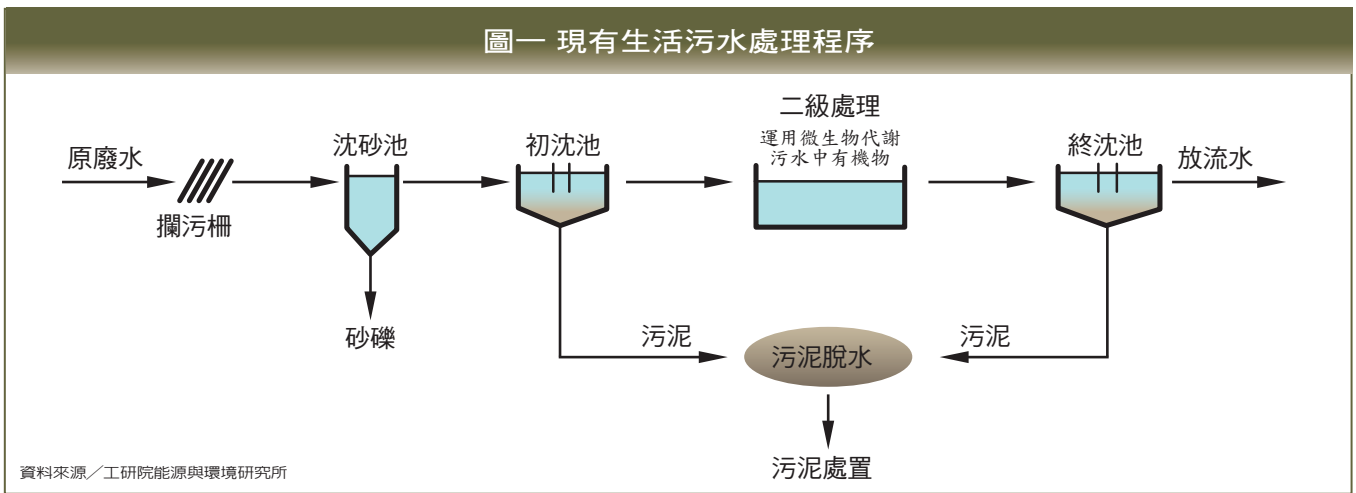 圖一 現有生活污水處理程序
原廢水
攔污柵
沈砂池
砂礫
初沈池
二級處理
運用微生物代謝
污水中有機物
終沈池
放流水
污泥
污泥脫水
污泥
污泥處置
資料來源／工研院能源與環境研究所